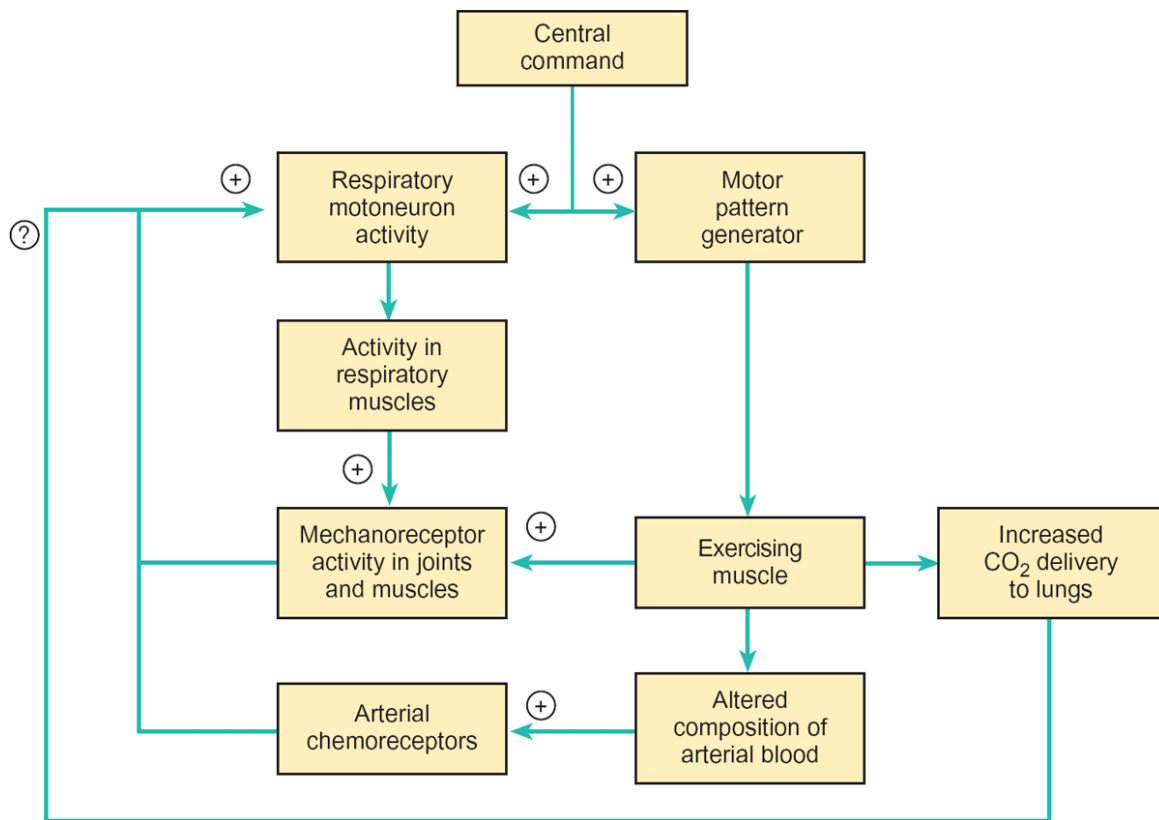 Central
command
+
+
+
Respiratory
motoneuron
activity
Motor
pattern
generator
?
Activity in
respiratory
muscles
+
+
Mechanoreceptor
activity in joints
and muscles
Exercising
muscle
Increased
CO₂ delivery
to lungs
+
Arterial
chemoreceptors
Altered
composition of
arterial blood